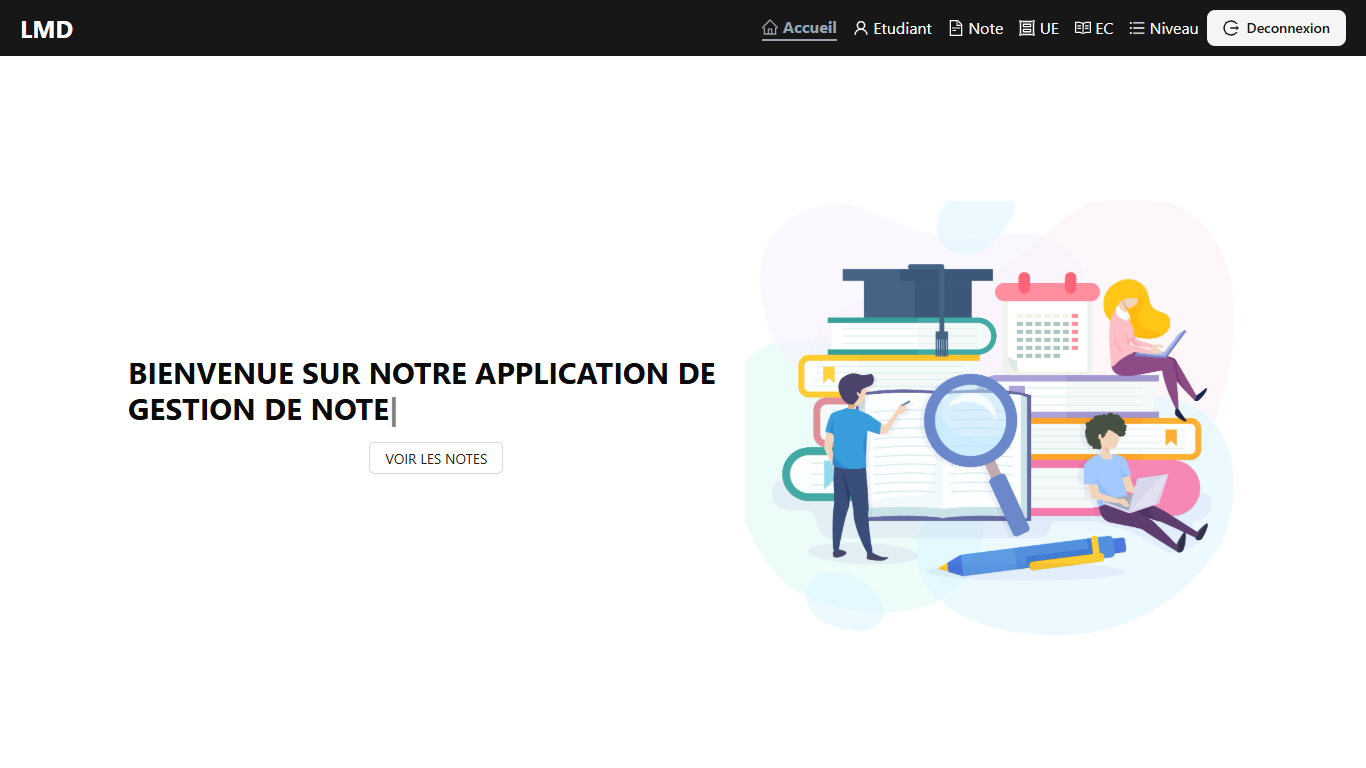 LMD
Accueil Etudiant Note UE EC Niveau Deconnexion
BIENVENUE SUR NOTRE APPLICATION DE
GESTION DE NOTE|
VOIR LES NOTES